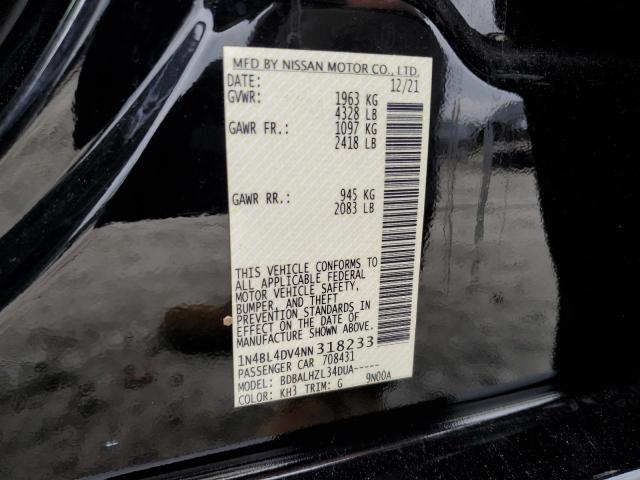 MFD BY NISSAN MOTOR CO., LTD.
DATE: 12/21
GVWR: 1963 KG
4328 LB
GAWR FR.: 1097 KG
2418 LB
GAWR RR.: 945 KG
2083 LB
THIS VEHICLE CONFORMS TO
ALL APPLICABLE FEDERAL
MOTOR VEHICLE SAFETY,
BUMPER, AND THEFT
PREVENTION STANDARDS IN
EFFECT ON THE DATE OF
MANUFACTURE SHOWN ABOVE.
1N4BL4DV4NN318233
PASSENGER CAR 708431
MODEL: BDBALHZL34DUA-----
COLOR: KH3 TRIM: G 9N00A